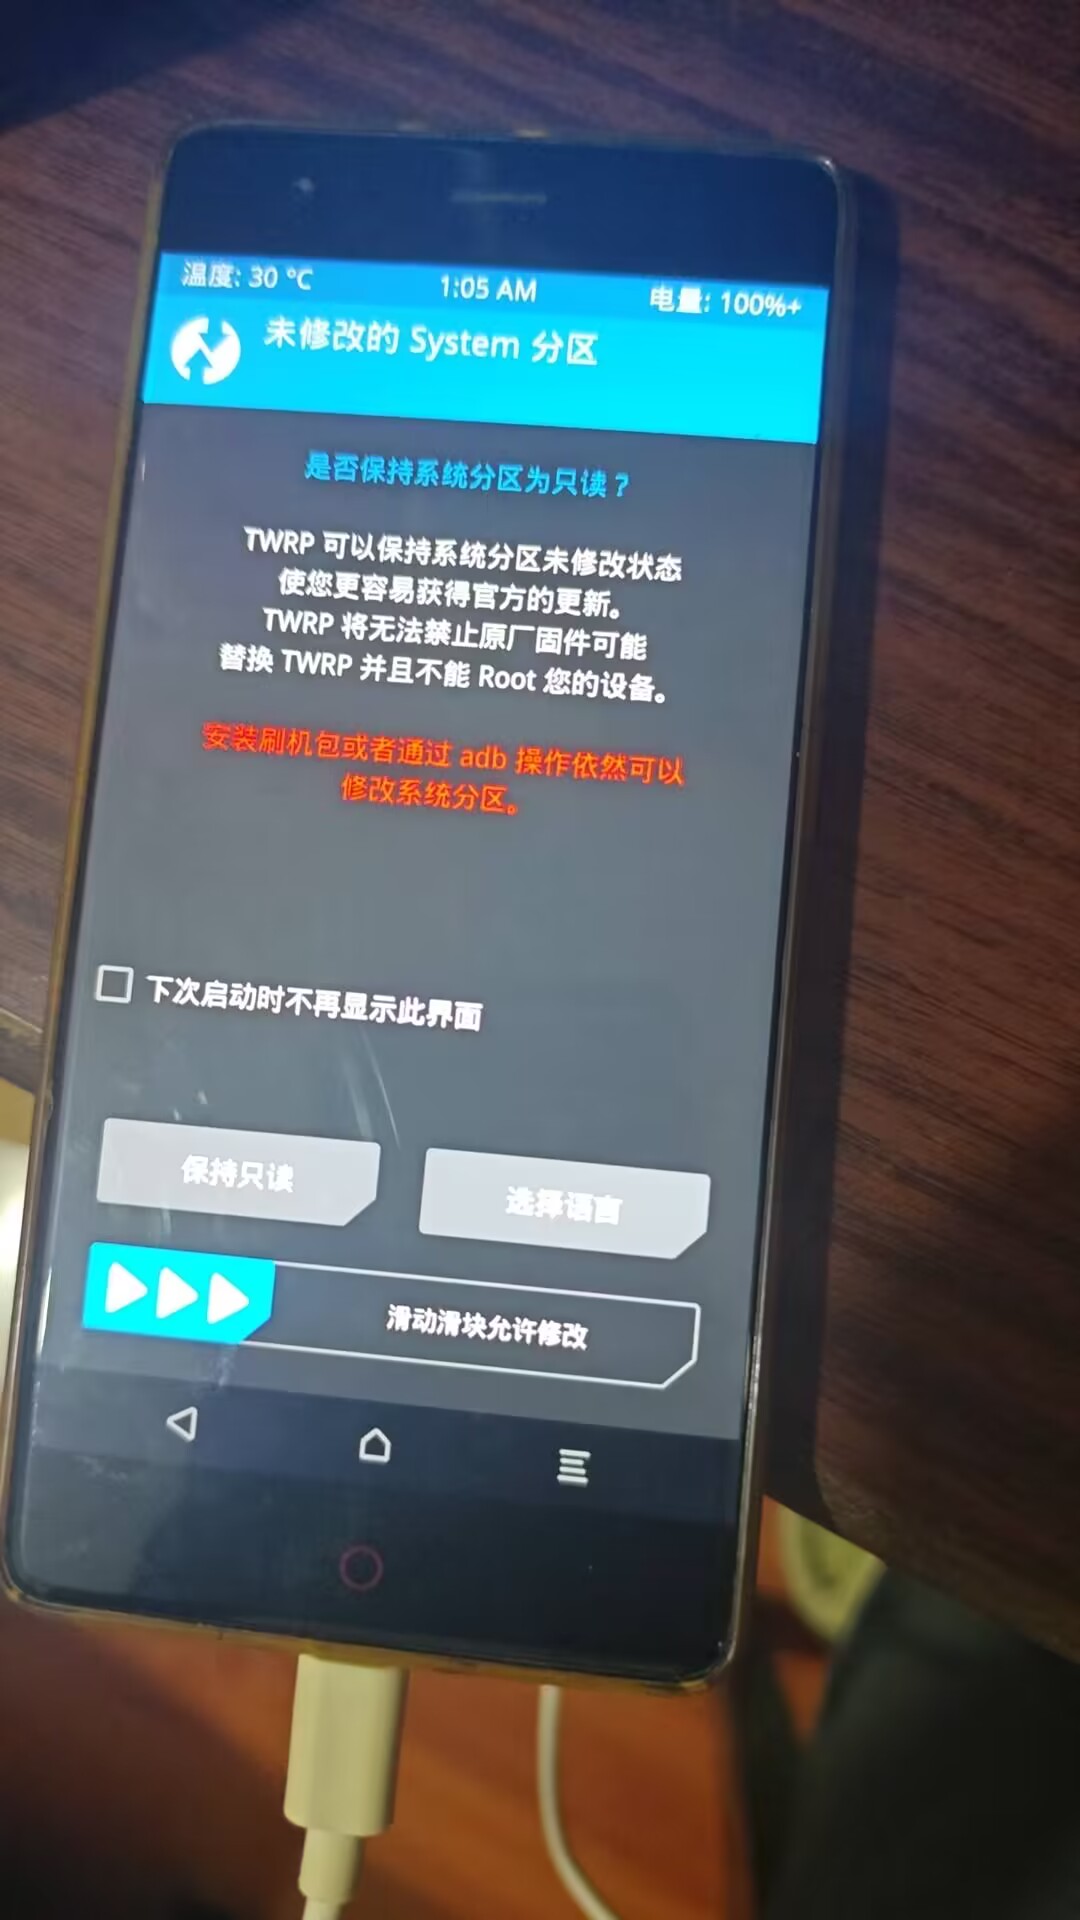 温度: 30 °C 1:05 AM 电量: 100%+
未修改的 System 分区
是否保持系统分区为只读？
TWRP 可以保持系统分区未修改状态
使您更容易获得官方的更新。
TWRP 将无法禁止原厂固件可能
替换 TWRP 并且不能 Root 您的设备。
安装刷机包或者通过 adb 操作依然可以
修改系统分区。
下次启动时不再显示此界面
保持只读 选择语言
滑动滑块允许修改